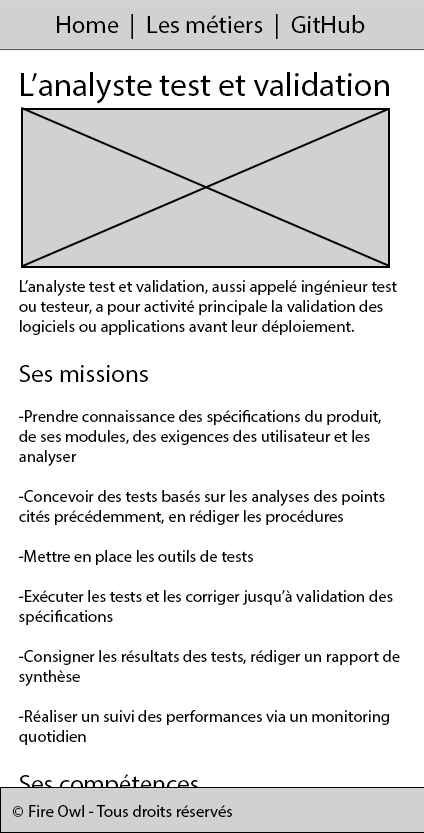 Home | Les métiers | GitHub
L’analyste test et validation
L’analyste test et validation, aussi appelé ingénieur test
ou testeur, a pour activité principale la validation des
logiciels ou applications avant leur déploiement.
Ses missions
-Prendre connaissance des spécifications du produit,
de ses modules, des exigences des utilisateur et les
analyser
-Concevoir des tests basés sur les analyses des points
cités précédemment, en rédiger les procédures
-Mettre en place les outils de tests
-Exécuter les tests et les corriger jusqu’à validation des
spécifications
-Consigner les résultats des tests, rédiger un rapport de
synthèse
-Réaliser un suivi des performances via un monitoring
quotidien
Ses compétences
© Fire Owl - Tous droits réservés